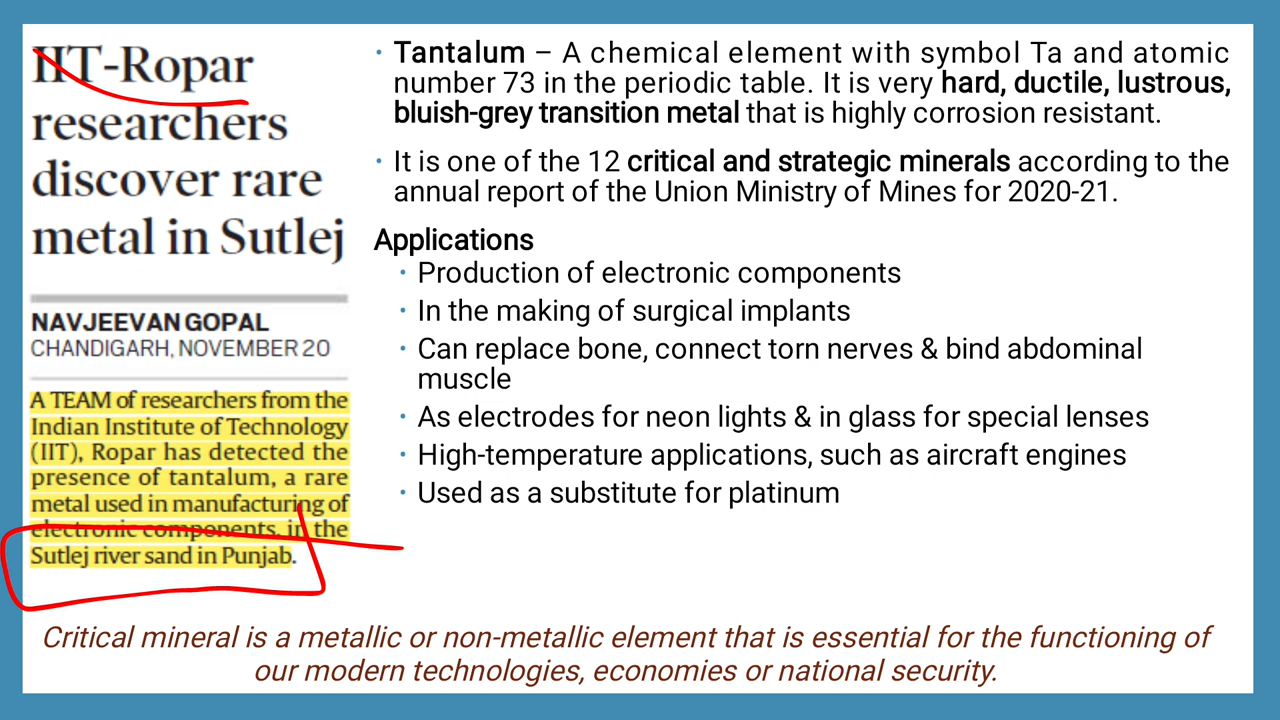 IIT-Ropar
researchers
discover rare
metal in Sutlej
NAVJEEVAN GOPAL
CHANDIGARH, NOVEMBER 20
A TEAM of researchers from the
Indian Institute of Technology
(IIT), Ropar has detected the
presence of tantalum, a rare
metal used in manufacturing of
electronic components, in the
Sutlej river sand in Punjab.
• Tantalum – A chemical element with symbol Ta and atomic
number 73 in the periodic table. It is very hard, ductile, lustrous,
bluish-grey transition metal that is highly corrosion resistant.
• It is one of the 12 critical and strategic minerals according to the
annual report of the Union Ministry of Mines for 2020-21.
Applications
• Production of electronic components
• In the making of surgical implants
• Can replace bone, connect torn nerves & bind abdominal
muscle
• As electrodes for neon lights & in glass for special lenses
• High-temperature applications, such as aircraft engines
• Used as a substitute for platinum
Critical mineral is a metallic or non-metallic element that is essential for the functioning of
our modern technologies, economies or national security.